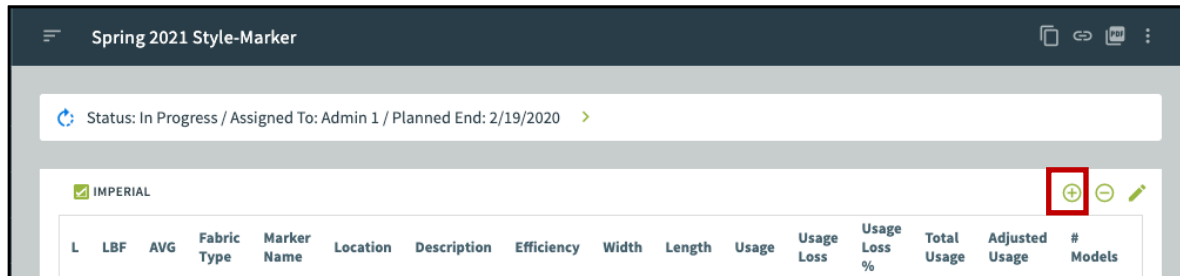 Spring 2021 Style-Marker
PDF
Status: In Progress / Assigned To: Admin 1 / Planned End: 2/19/2020
IMPERIAL
L LBF AVG Fabric Type Marker Name Location Description Efficiency Width Length Usage Usage Loss Usage Loss % Total Usage Adjusted Usage # Models